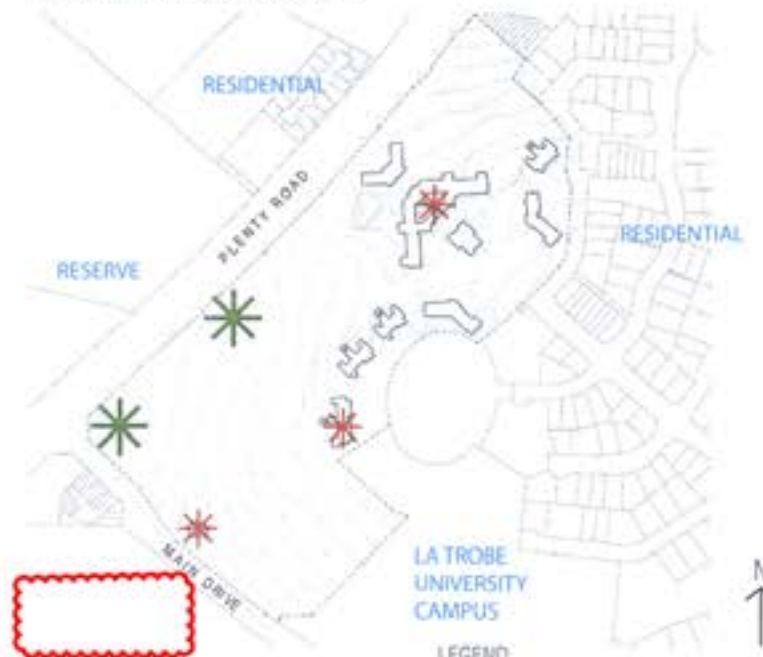 RESIDENTIAL
PLENTY ROAD
RESIDENTIAL
RESERVE
MAIN DRIVE
LA TROBE
UNIVERSITY
CAMPUS
N
LEGEND